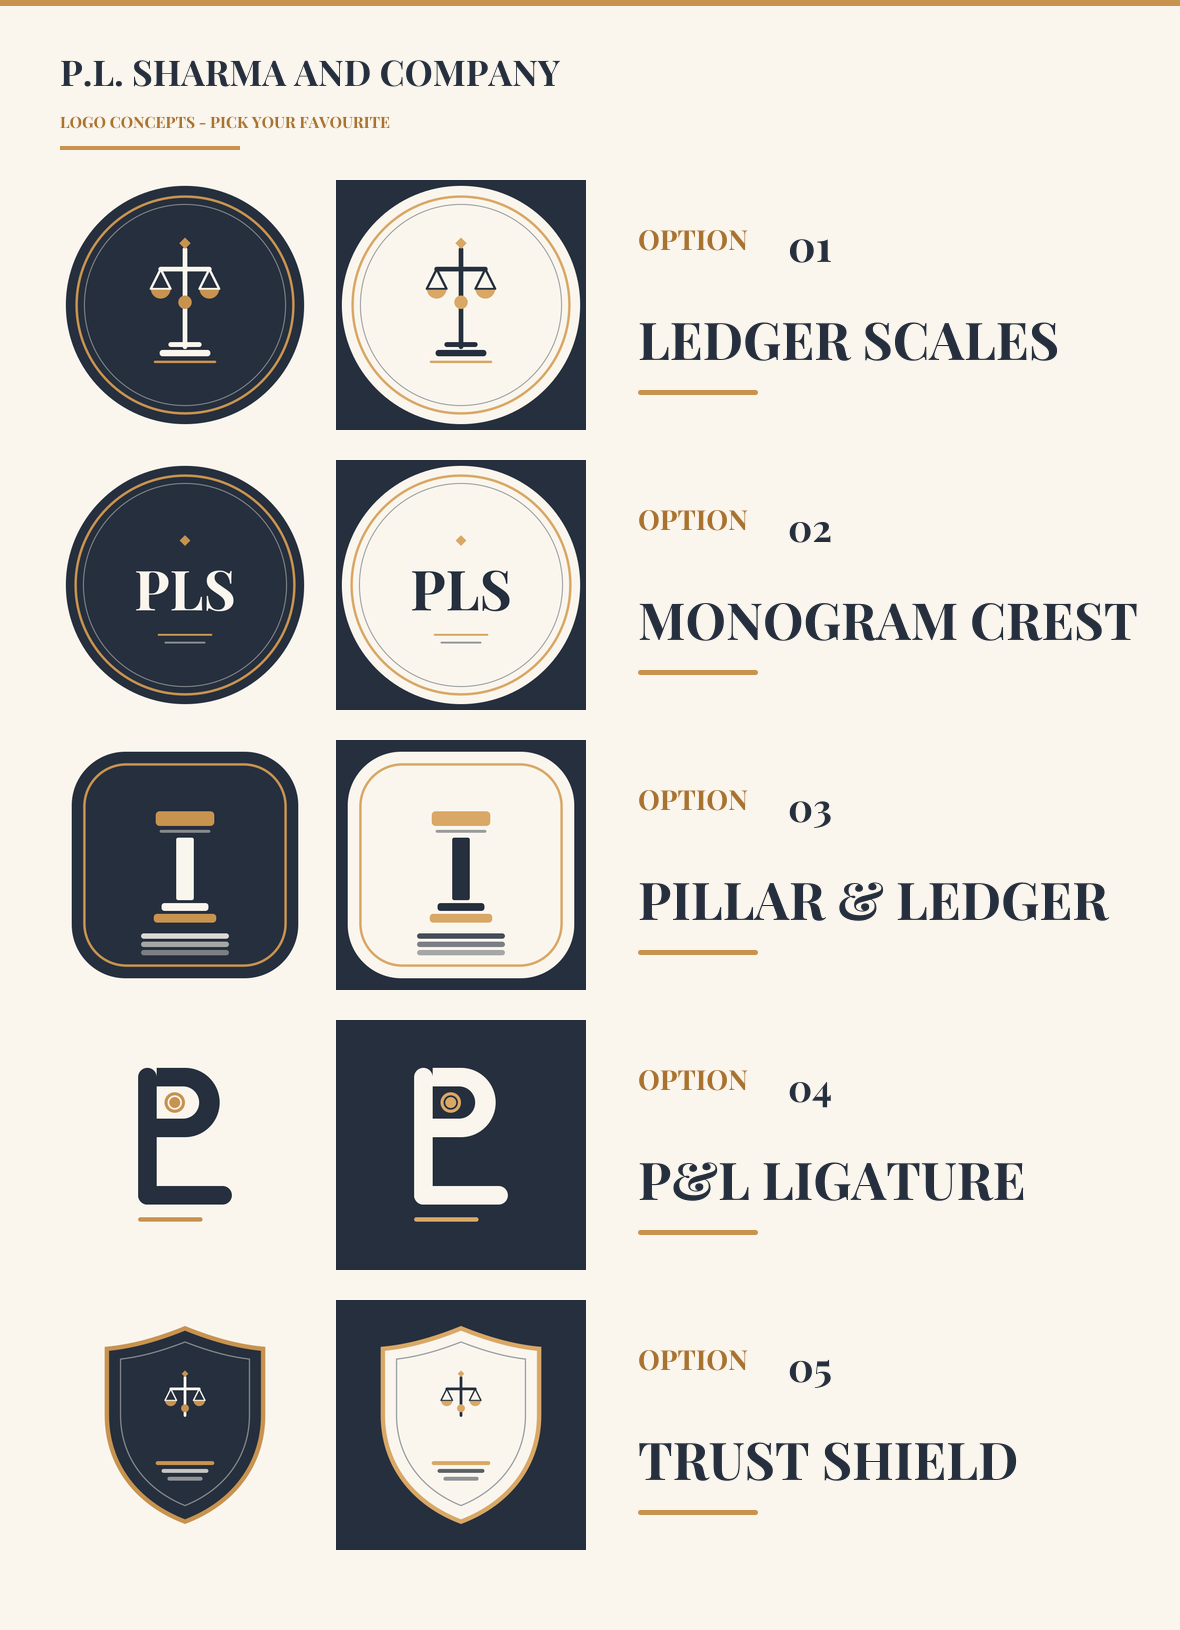 P.L. SHARMA AND COMPANY
LOGO CONCEPTS - PICK YOUR FAVOURITE
OPTION 01
LEDGER SCALES
PLS
PLS
OPTION 02
MONOGRAM CREST
OPTION 03
PILLAR & LEDGER
OPTION 04
P&L LIGATURE
OPTION 05
TRUST SHIELD